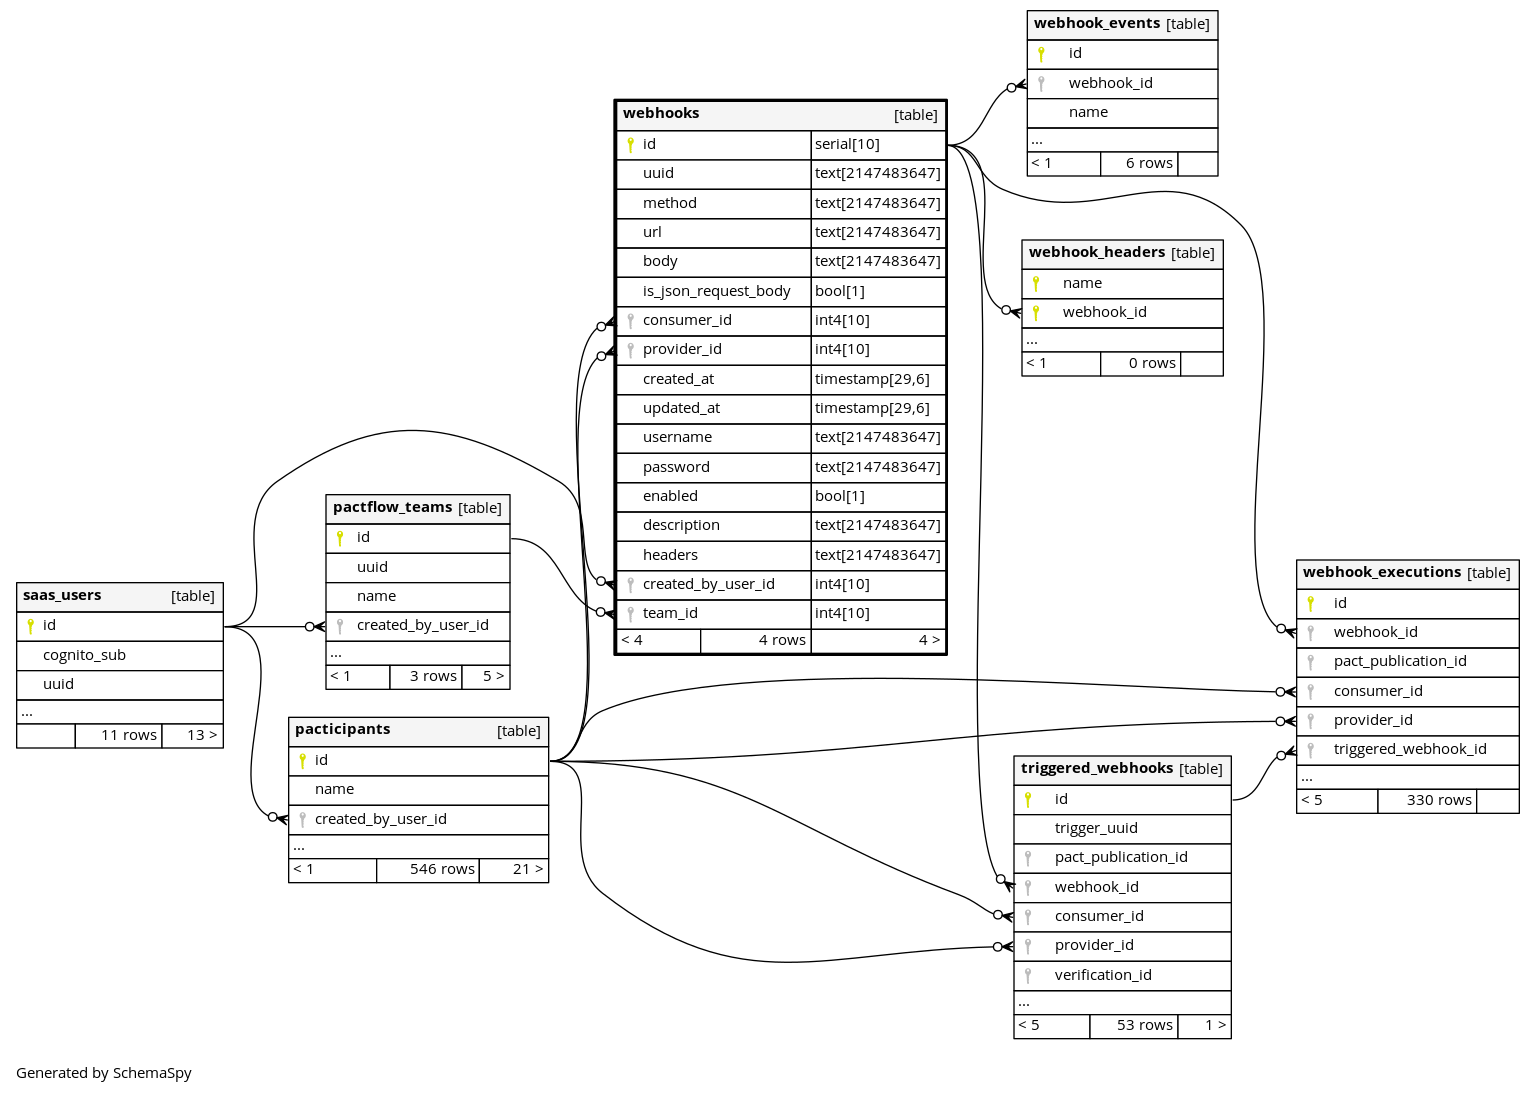 webhook_events [table]
id
webhook_id
name
...
< 1 6 rows
webhooks [table]
id serial[10]
uuid text[2147483647]
method text[2147483647]
url text[2147483647]
body text[2147483647]
is_json_request_body bool[1]
consumer_id int4[10]
provider_id int4[10]
created_at timestamp[29,6]
updated_at timestamp[29,6]
username text[2147483647]
password text[2147483647]
enabled bool[1]
description text[2147483647]
headers text[2147483647]
created_by_user_id int4[10]
team_id int4[10]
< 4 4 rows 4 >
webhook_headers [table]
name
webhook_id
...
< 1 0 rows
pactflow_teams [table]
id
uuid
name
created_by_user_id
...
< 1 3 rows 5 >
saas_users [table]
id
cognito_sub
uuid
...
11 rows 13 >
pacticipants [table]
id
name
created_by_user_id
...
< 1 546 rows 21 >
webhook_executions [table]
id
webhook_id
pact_publication_id
consumer_id
provider_id
triggered_webhook_id
...
< 5 330 rows
triggered_webhooks [table]
id
trigger_uuid
pact_publication_id
webhook_id
consumer_id
provider_id
verification_id
...
< 5 53 rows 1 >
Generated by SchemaSpy